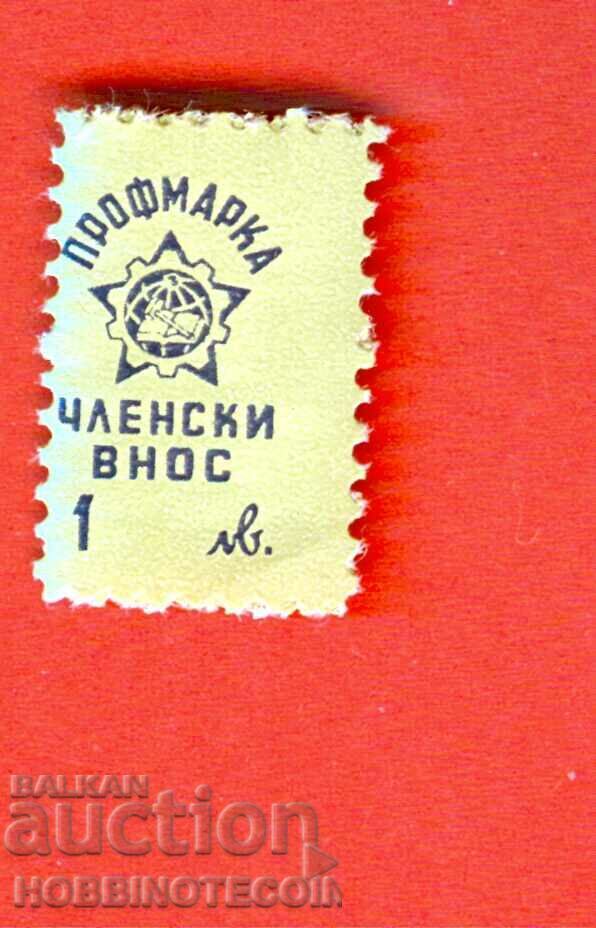 ПРОФМАРКА
ЧЛЕНСКИ
ВНОС
1 лв.
BALKAN
auction
HOBBINOTECOIN